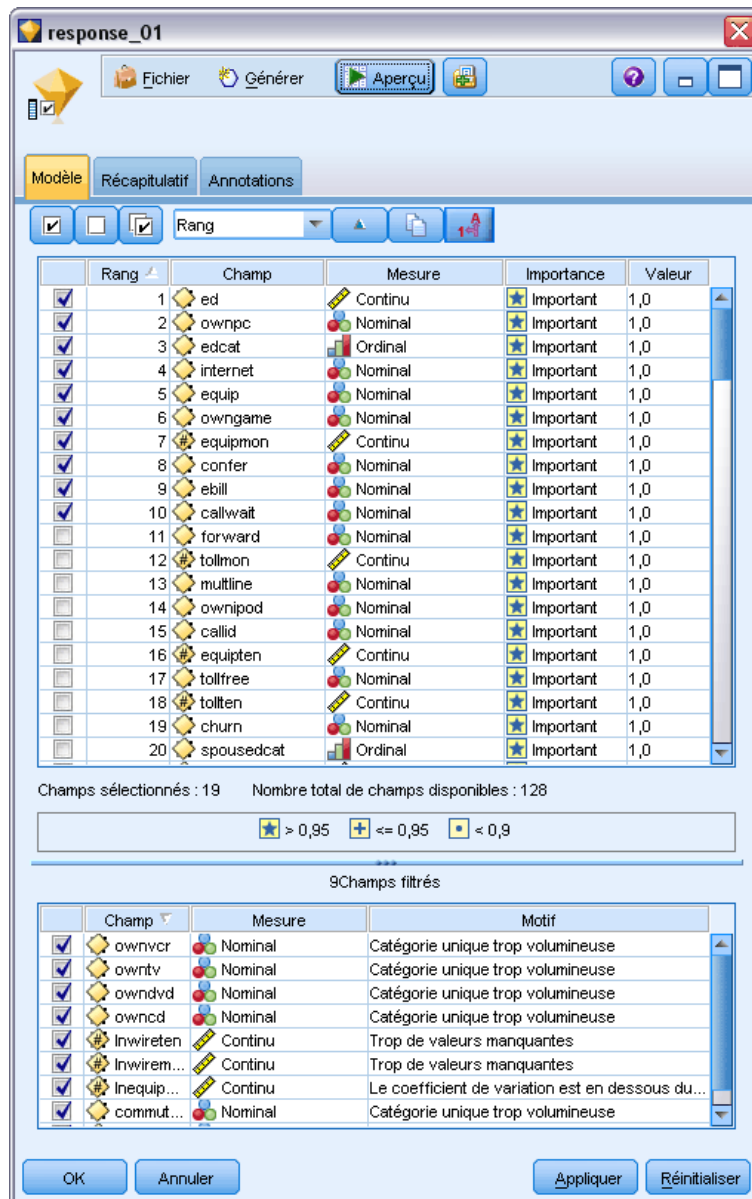 response_01
Fichier Générer Aperçu
Modèle Récapitulatif Annotations
Rang
Rang Champ Mesure Importance Valeur
1 ed Continu Important 1,0
2 ownpc Nominal Important 1,0
3 edcat Ordinal Important 1,0
4 internet Nominal Important 1,0
5 equip Nominal Important 1,0
6 owngame Nominal Important 1,0
7 equipmon Continu Important 1,0
8 confer Nominal Important 1,0
9 ebill Nominal Important 1,0
10 callwait Nominal Important 1,0
11 forward Nominal Important 1,0
12 tollmon Continu Important 1,0
13 multline Nominal Important 1,0
14 ownipod Nominal Important 1,0
15 callid Nominal Important 1,0
16 equipten Continu Important 1,0
17 tollfree Nominal Important 1,0
18 tollten Continu Important 1,0
19 churn Nominal Important 1,0
20 spousedcat Ordinal Important 1,0
Champs sélectionnés : 19 Nombre total de champs disponibles : 128
> 0,95 <= 0,95 < 0,9
9Champs filtrés
Champ Mesure Motif
ownvcr Nominal Catégorie unique trop volumineuse
owntv Nominal Catégorie unique trop volumineuse
owndvd Nominal Catégorie unique trop volumineuse
owncd Nominal Catégorie unique trop volumineuse
lnwireten Continu Trop de valeurs manquantes
lnwirem... Continu Trop de valeurs manquantes
lnequip... Continu Le coefficient de variation est en dessous du...
commut... Nominal Catégorie unique trop volumineuse
OK Annuler Appliquer Réinitialiser